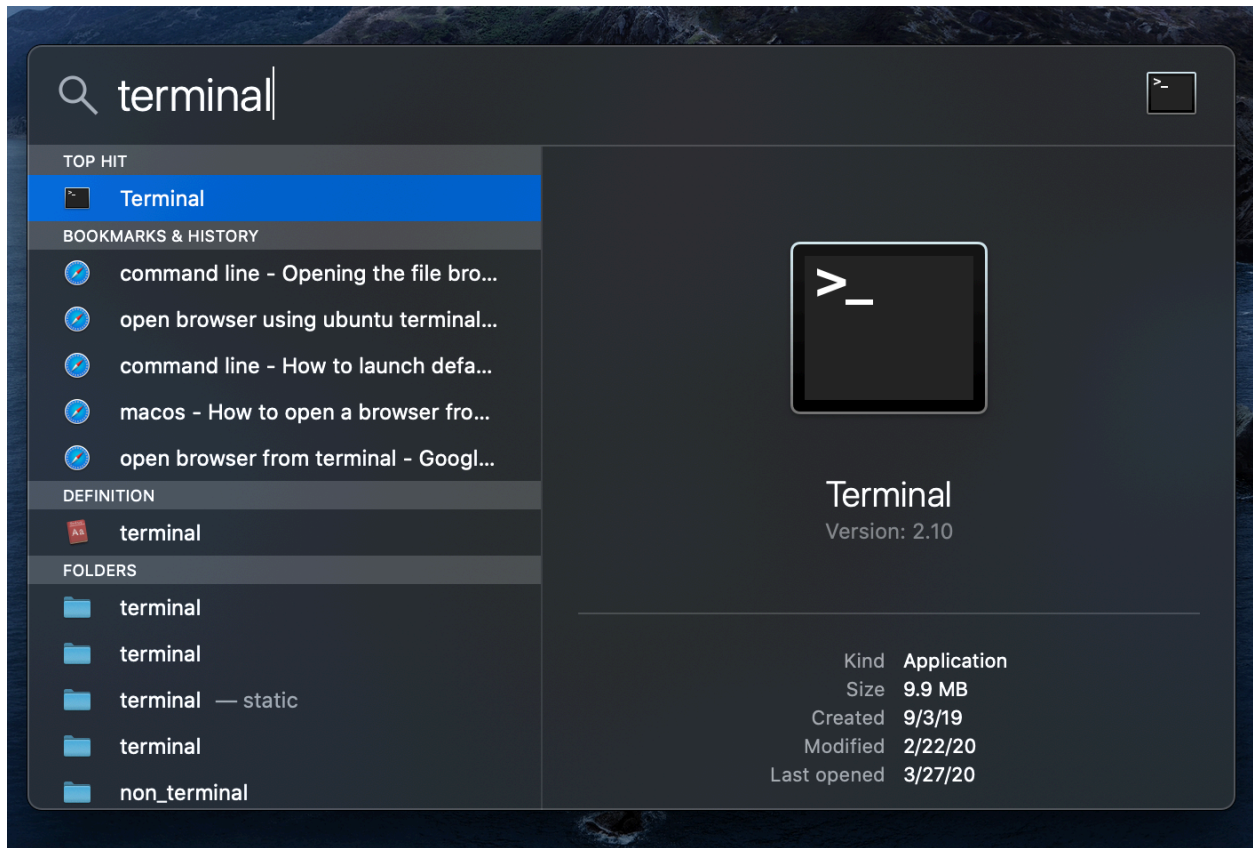 terminal
TOP HIT
Terminal
BOOKMARKS & HISTORY
command line - Opening the file bro...
open browser using ubuntu terminal...
command line - How to launch defa...
macos - How to open a browser fro...
open browser from terminal - Googl...
DEFINITION
terminal
FOLDERS
terminal
terminal
terminal — static
terminal
non_terminal
>_
Terminal
Version: 2.10
Kind Application
Size 9.9 MB
Created 9/3/19
Modified 2/22/20
Last opened 3/27/20